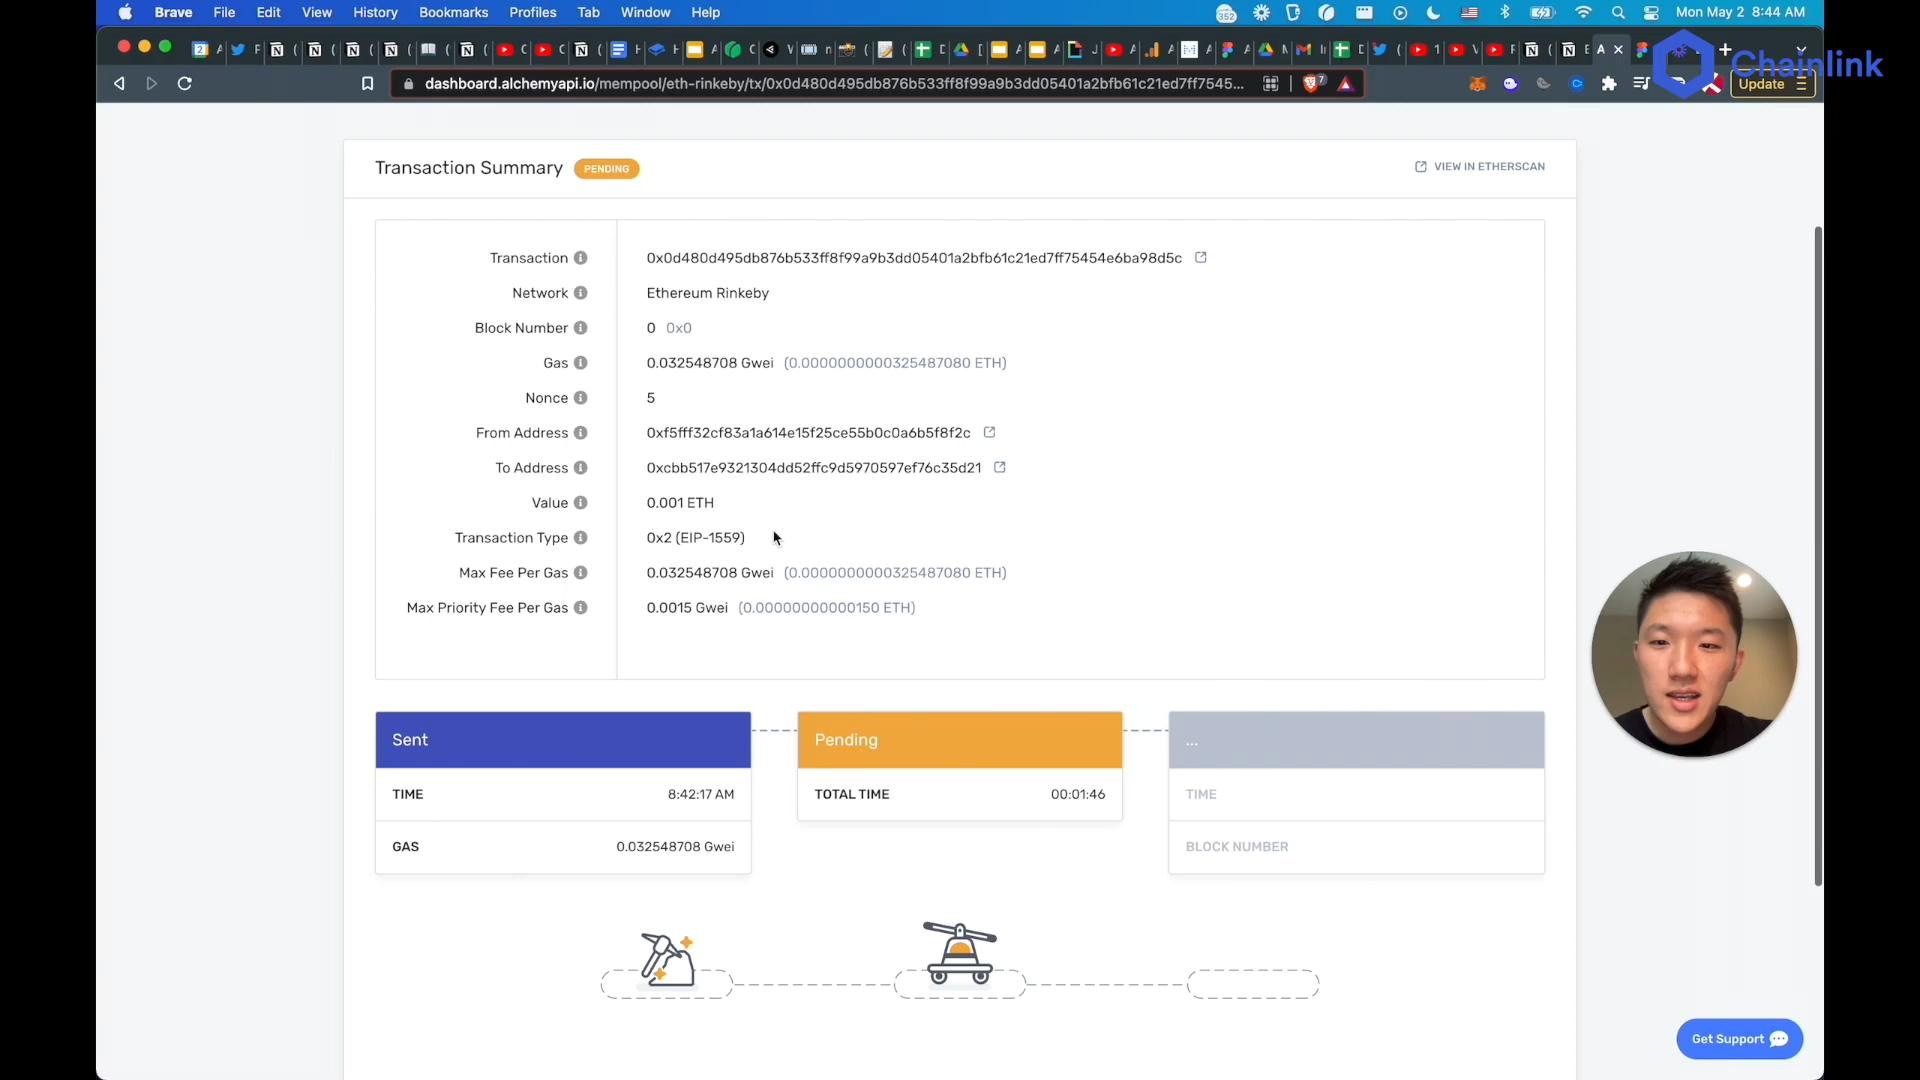 Brave File Edit View History Bookmarks Profiles Tab Window Help
352
Mon May 2 8:44 AM
Chainlink
dashboard.alchemyapi.io/mempool/eth-rinkeby/tx/0x0d480d495db876b533ff8f99a9b3dd05401a2bfb61c21ed7ff7545...
7
Update
Transaction Summary PENDING
VIEW IN ETHERSCAN
Transaction 0x0d480d495db876b533ff8f99a9b3dd05401a2bfb61c21ed7ff75454e6ba98d5c
Network Ethereum Rinkeby
Block Number 0 0x0
Gas 0.032548708 Gwei (0.0000000000325487080 ETH)
Nonce 5
From Address 0xf5fff32cf83a1a614e15f25ce55b0c0a6b5f8f2c
To Address 0xcbb517e9321304dd52ffc9d5970597ef76c35d21
Value 0.001 ETH
Transaction Type 0x2 (EIP-1559)
Max Fee Per Gas 0.032548708 Gwei (0.0000000000325487080 ETH)
Max Priority Fee Per Gas 0.0015 Gwei (0.00000000000150 ETH)
Sent Pending ...
TIME 8:42:17 AM TOTAL TIME 00:01:46 TIME
GAS 0.032548708 Gwei BLOCK NUMBER
Get Support